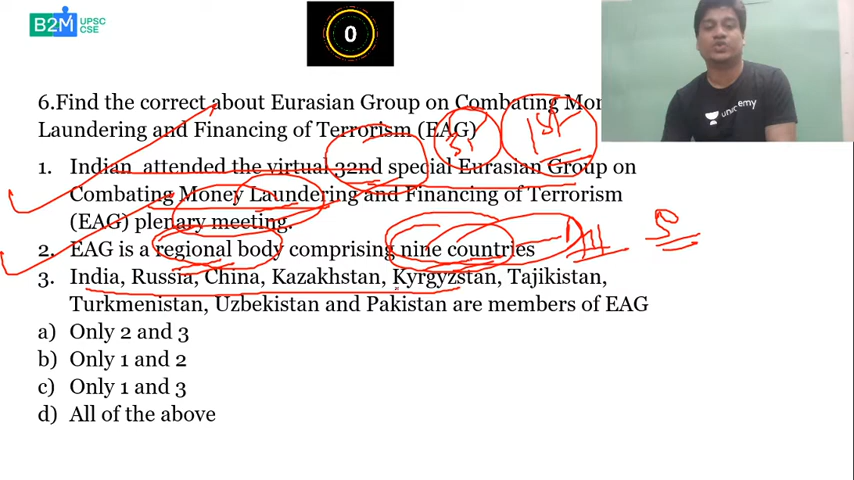 B2M UPSC
CSE
0
unacademy
6.Find the correct about Eurasian Group on Combating Mon
Laundering and Financing of Terrorism (EAG)
1. Indian attended the virtual 32nd special Eurasian Group on
Combating Money Laundering and Financing of Terrorism
(EAG) plenary meeting.
2. EAG is a regional body comprising nine countries
3. India, Russia, China, Kazakhstan, Kyrgyzstan, Tajikistan,
Turkmenistan, Uzbekistan and Pakistan are members of EAG
a) Only 2 and 3
b) Only 1 and 2
c) Only 1 and 3
d) All of the above